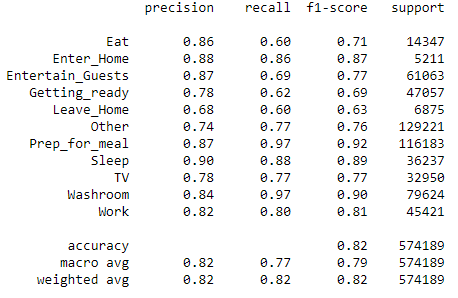 precision recall f1-score support
Eat 0.86 0.60 0.71 14347
Enter_Home 0.88 0.86 0.87 5211
Entertain_Guests 0.87 0.69 0.77 61063
Getting_ready 0.78 0.62 0.69 47057
Leave_Home 0.68 0.60 0.63 6875
Other 0.74 0.77 0.76 129221
Prep_for_meal 0.87 0.97 0.92 116183
Sleep 0.90 0.88 0.89 36237
TV 0.78 0.77 0.77 32950
Washroom 0.84 0.97 0.90 79624
Work 0.82 0.80 0.81 45421
accuracy 0.82 574189
macro avg 0.82 0.77 0.79 574189
weighted avg 0.82 0.82 0.82 574189